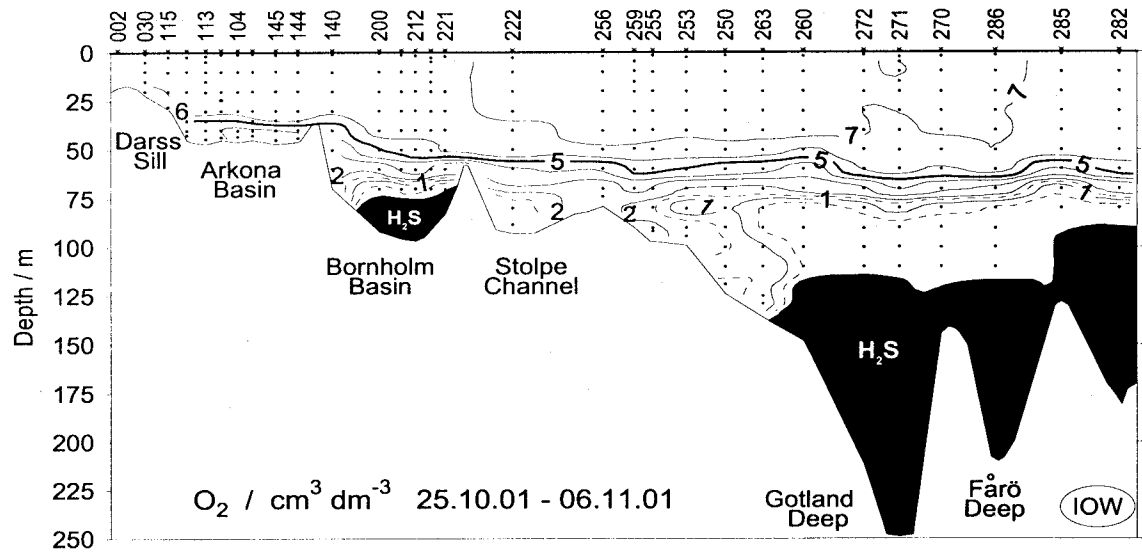 002 030 115 113 104 145 144 140 200 212 221 222 256 259 255 253 250 263 260 272 271 270 286 285 282
0
25
50
75
100
125
150
175
200
225
250
Depth / m
6
7
7
5
5
5
2
1
2
2
1
1
Darss
Sill
Arkona
Basin
H₂S
Bornholm
Basin
Stolpe
Channel
H₂S
Gotland
Deep
Fårö
Deep
O₂ / cm³ dm⁻³ 25.10.01 - 06.11.01
IOW